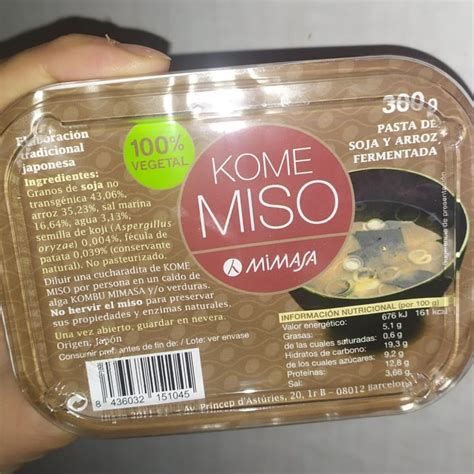 Elaboración
tradicional
japonesa
100%
VEGETAL
KOME
MISO
MiMASA
360g
PASTA DE
SOJA Y ARROZ
FERMENTADA
Ingredientes:
Granos de soja no
transgénica 43,06%,
arroz 35,23%, sal marina
16,64%, agua 3,13%,
semilla de koji (Aspergillus
oryzae) 0,004%, fécula de
patata 0,039% (conservante
natural). No pasteurizado.
Diluir una cucharadita de KOME
MISO por persona en un caldo de
alga KOMBU MIMASA y/o verduras.
No hervir el miso para preservar
sus propiedades y enzimas naturales.
Una vez abierto, guardar en nevera.
Origen; Japón
Consumir pref. antes de fin de: / Lote: ver envase
8 436032 151045
Sugerencia de presentación
INFORMACIÓN NUTRICIONAL (por 100 g)
Valor energético: 676 kJ 161 kcal
Grasas: 5,1 g
de las cuales saturadas: 0,6 g
Hidratos de carbono: 19,3 g
de los cuales azúcares: 9,2 g
Proteínas: 12,8 g
Sal: 3,66 g
Av. Princep d'Astúries, 20, 1r B - 08012 Barcelona